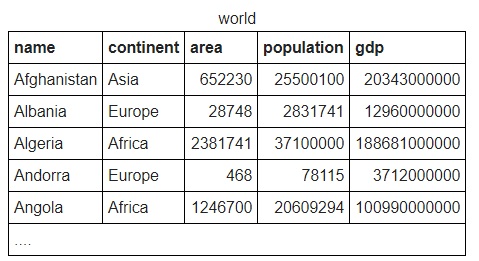 world
name continent area population gdp
Afghanistan Asia 652230 25500100 20343000000
Albania Europe 28748 2831741 12960000000
Algeria Africa 2381741 37100000 188681000000
Andorra Europe 468 78115 3712000000
Angola Africa 1246700 20609294 100990000000
....